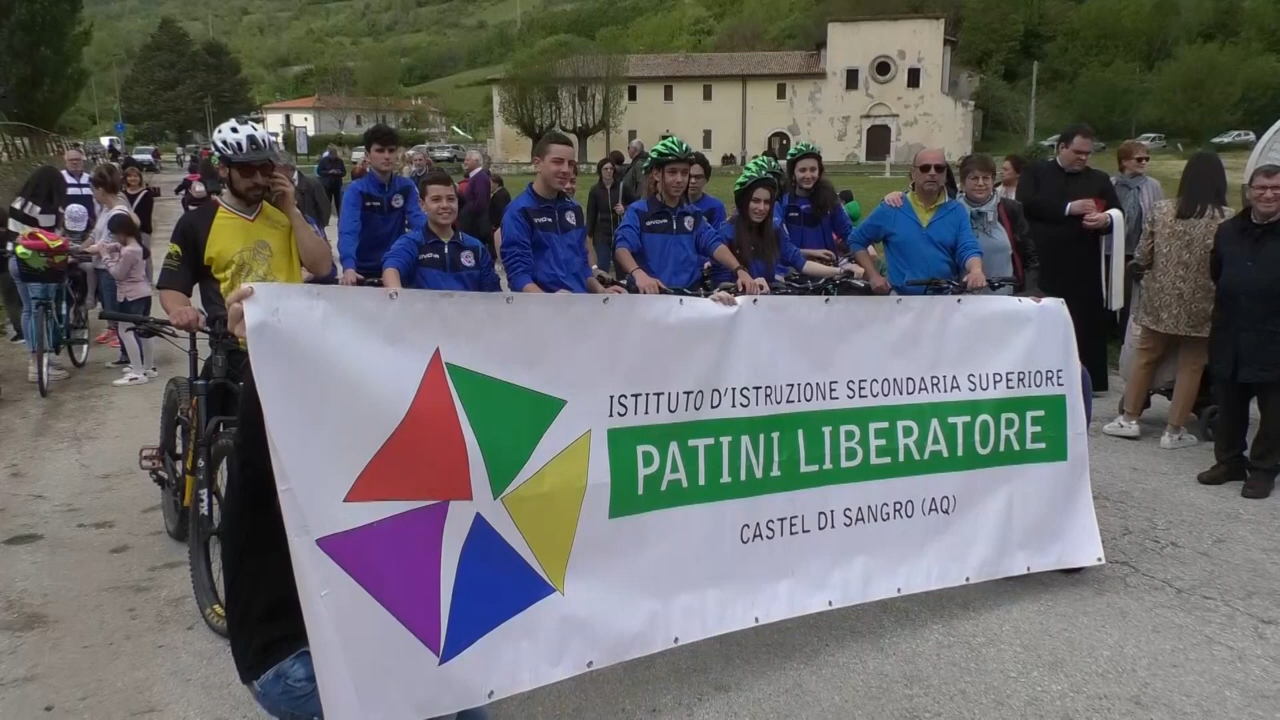 ISTITUTO D'ISTRUZIONE SECONDARIA SUPERIORE
PATINI LIBERATORE
CASTEL DI SANGRO (AQ)